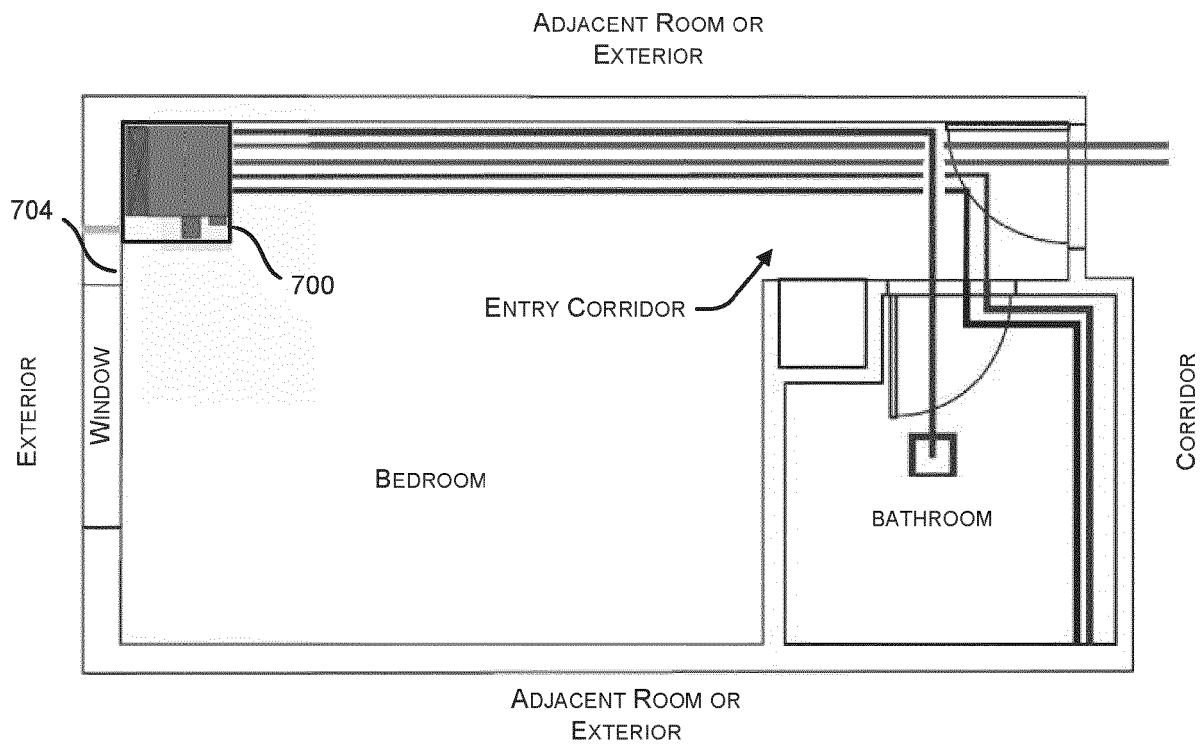 ADJACENT ROOM OR
EXTERIOR
704
700
ENTRY CORRIDOR
EXTERIOR
WINDOW
CORRIDOR
BEDROOM
BATHROOM
ADJACENT ROOM OR
EXTERIOR